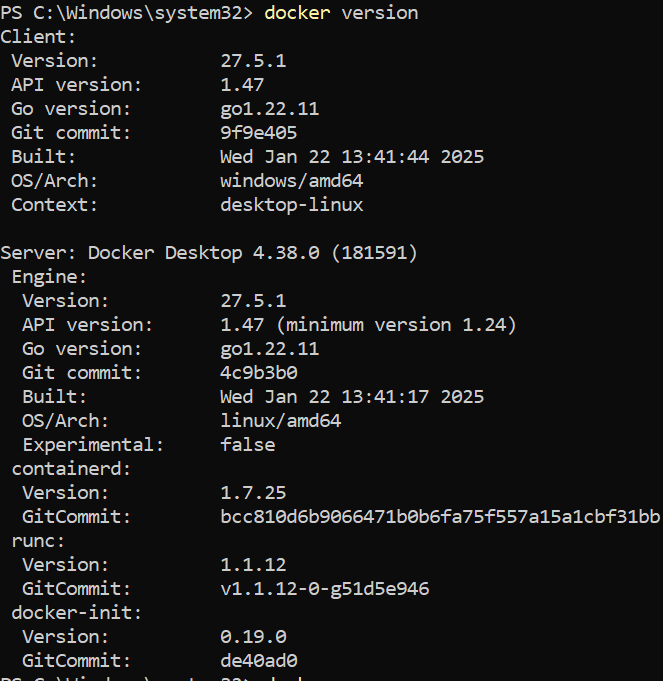 PS C:\Windows\system32> docker version
Client:
 Version:           27.5.1
 API version:       1.47
 Go version:        go1.22.11
 Git commit:        9f9e405
 Built:             Wed Jan 22 13:41:44 2025
 OS/Arch:           windows/amd64
 Context:           desktop-linux

Server: Docker Desktop 4.38.0 (181591)
 Engine:
  Version:          27.5.1
  API version:      1.47 (minimum version 1.24)
  Go version:       go1.22.11
  Git commit:       4c9b3b0
  Built:            Wed Jan 22 13:41:17 2025
  OS/Arch:          linux/amd64
  Experimental:     false
 containerd:
  Version:          1.7.25
  GitCommit:        bcc810d6b9066471b0b6fa75f557a15a1cbf31bb
 runc:
  Version:          1.1.12
  GitCommit:        v1.1.12-0-g51d5e946
 docker-init:
  Version:          0.19.0
  GitCommit:        de40ad0